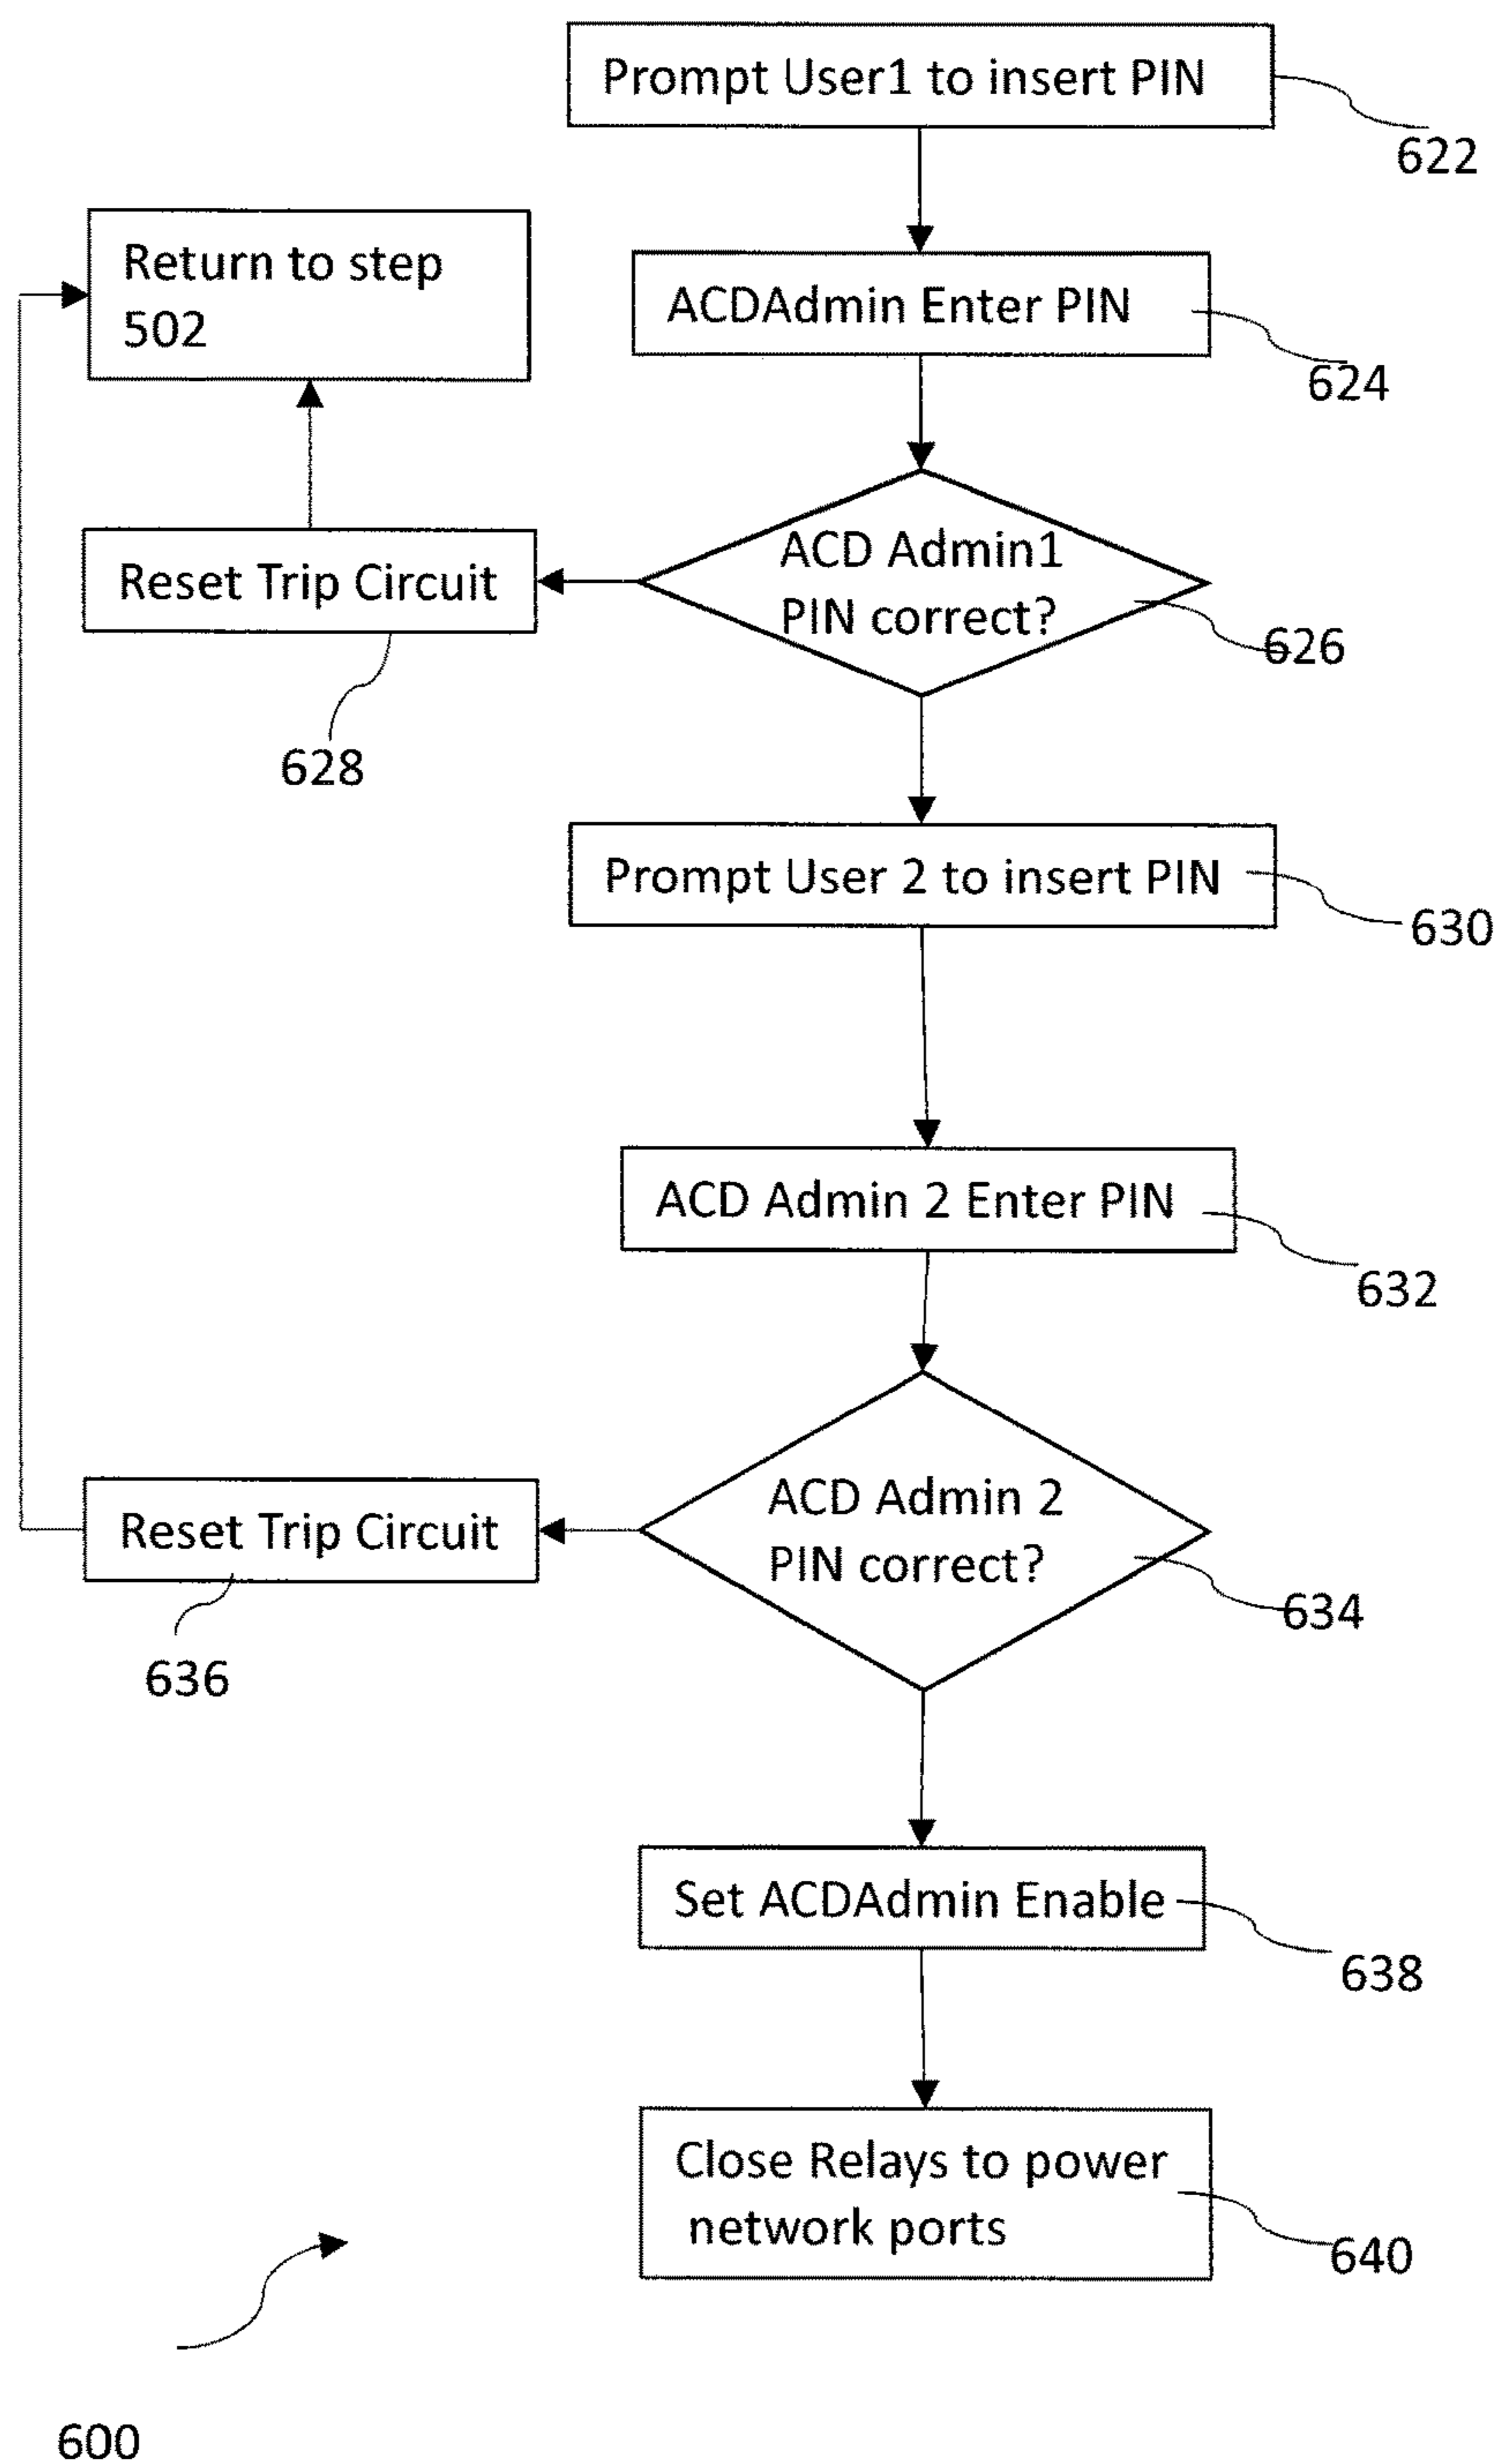 Prompt User1 to insert PIN
622
Return to step
502
ACDAdmin Enter PIN
624
ACD Admin1
PIN correct?
626
Reset Trip Circuit
628
Prompt User 2 to insert PIN
630
ACD Admin 2 Enter PIN
632
ACD Admin 2
PIN correct?
634
Reset Trip Circuit
636
Set ACDAdmin Enable
638
Close Relays to power
network ports
640
600